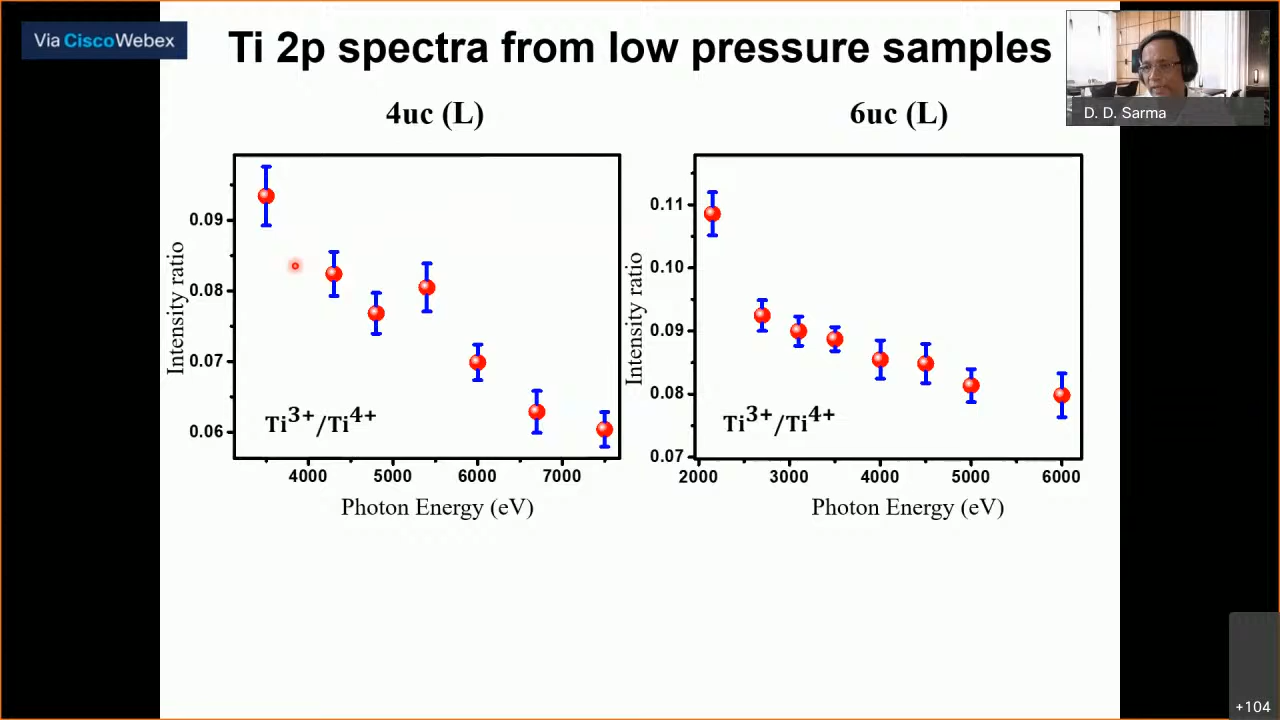 Via CiscoWebex
Ti 2p spectra from low pressure samples
D. D. Sarma
4uc (L)
6uc (L)
Intensity ratio
0.09
0.08
0.07
0.06
Ti³⁺/Ti⁴⁺
4000 5000 6000 7000
Photon Energy (eV)
Intensity ratio
0.11
0.10
0.09
0.08
0.07
Ti³⁺/Ti⁴⁺
2000 3000 4000 5000 6000
Photon Energy (eV)
+104